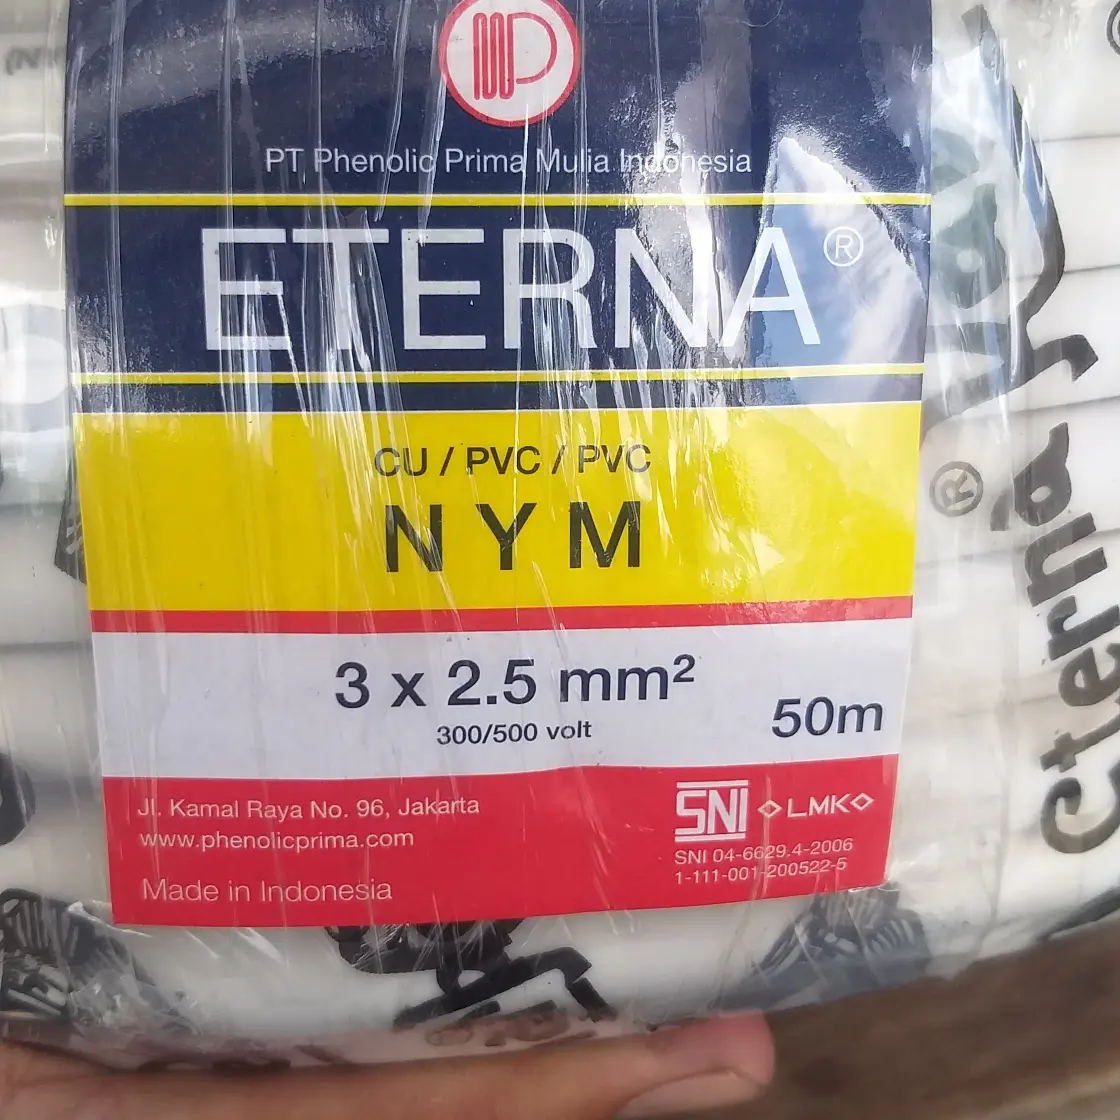 PT Phenolic Prima Mulia Indonesia
ETERNA®
CU / PVC / PVC
NYM
3 x 2.5 mm²
300/500 volt
50m
Jl. Kamal Raya No. 96, Jakarta
www.phenolicprima.com
Made in Indonesia
SNI LMK
SNI 04-6629.4-2006
1-111-001-200522-5
Eterna®